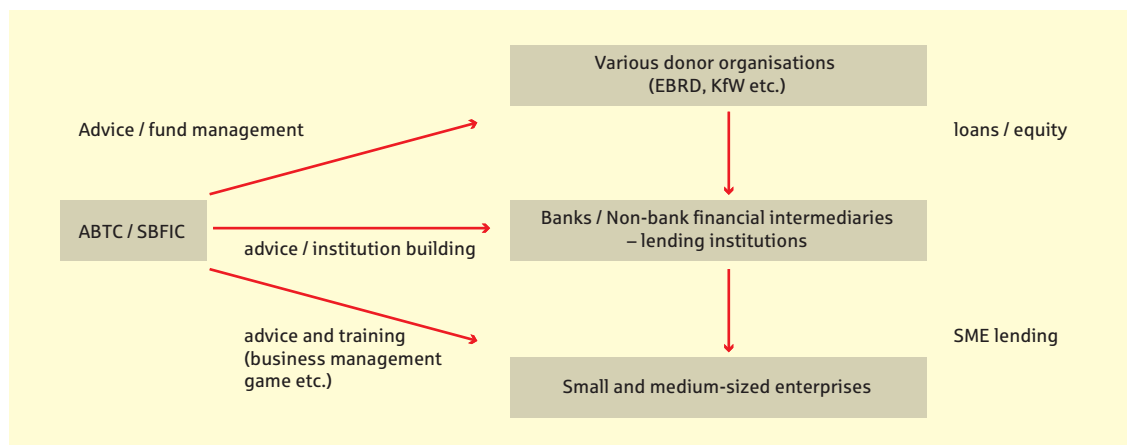 Various donor organisations
(EBRD, KfW etc.)
Advice / fund management
loans / equity
ABTC / SBFIC
Banks / Non-bank financial intermediaries
– lending institutions
advice / institution building
advice and training
(business management
game etc.)
SME lending
Small and medium-sized enterprises